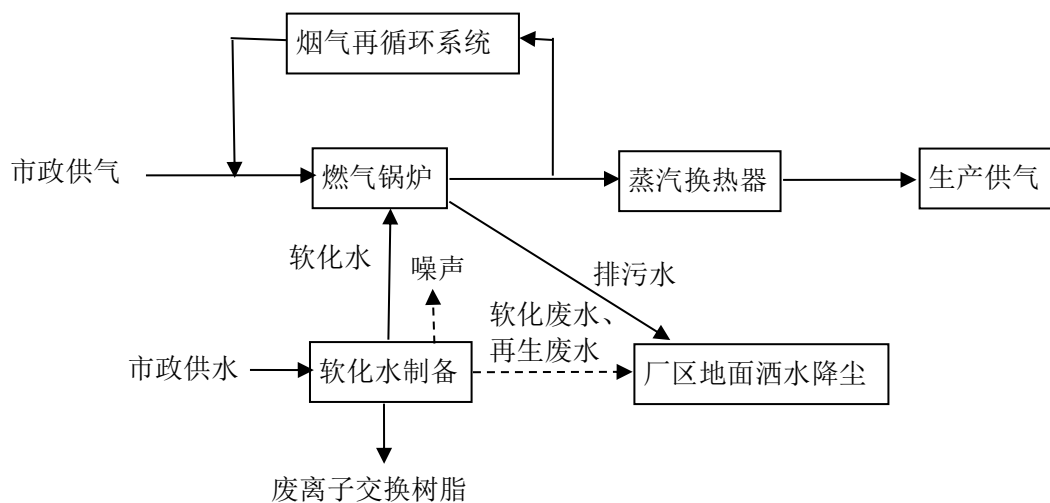 烟气再循环系统
市政供气
燃气锅炉
蒸汽换热器
生产供气
软化水
噪声
排污水
软化废水、
再生废水
市政供水
软化水制备
厂区地面洒水降尘
废离子交换树脂